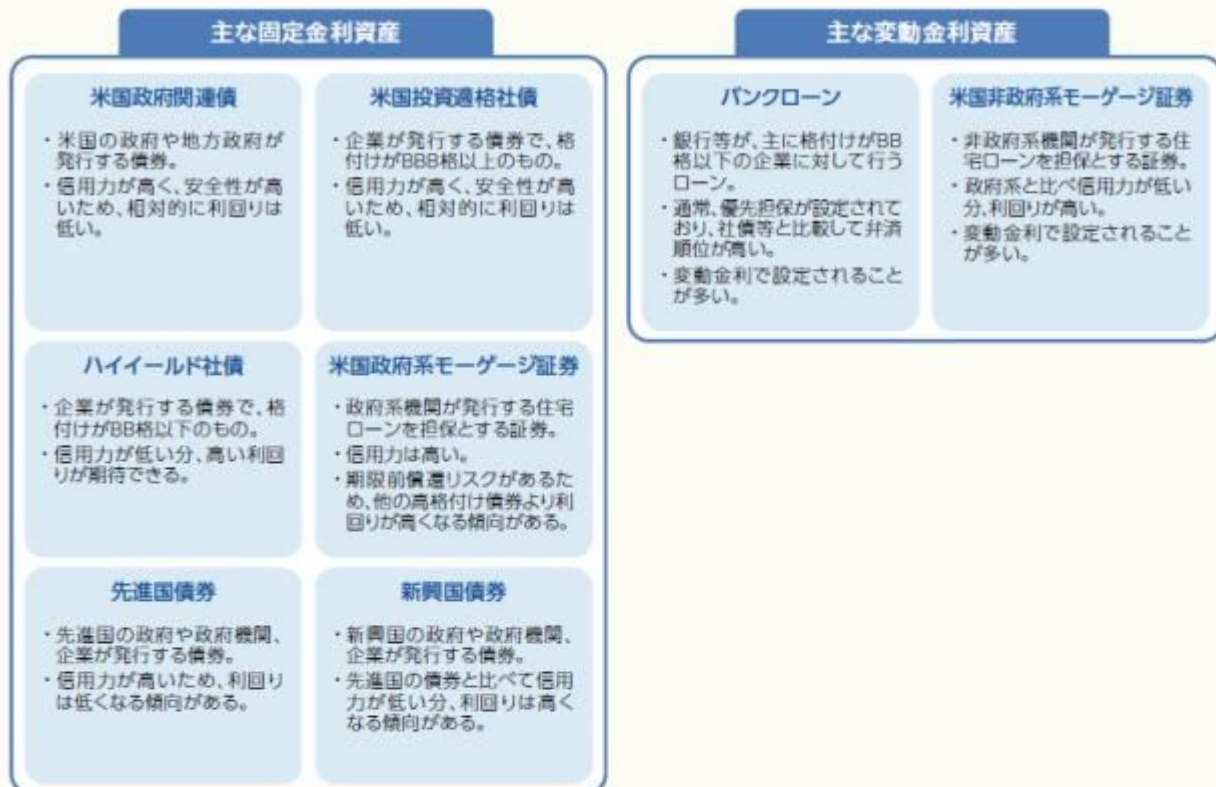 主な固定金利資産
米国政府関連債
・米国の政府や地方政府が
発行する債券。
・信用力が高く、安全性が高
いため、相対的に利回りは
低い。
米国投資適格社債
・企業が発行する債券で、格
付けがBBB格以上のもの。
・信用力が高く、安全性が高
いため、相対的に利回りは
低い。
ハイイールド社債
・企業が発行する債券で、格
付けがBB格以下のもの。
・信用力が低い分、高い利回
りが期待できる。
米国政府系モーゲージ証券
・政府系機関が発行する住宅
ローンを担保とする証券。
・信用力は高い。
・期限前償還リスクがあるた
め、他の高格付け債券より利
回りが高くなる傾向がある。
先進国債券
・先進国の政府や政府機関、
企業が発行する債券。
・信用力が高いため、利回り
は低くなる傾向がある。
新興国債券
・新興国の政府や政府機関、
企業が発行する債券。
・先進国の債券と比べて信用
力が低い分、利回りは高く
なる傾向がある。
主な変動金利資産
バンクローン
・銀行等が、主に格付けがBB
格以下の企業に対して行う
ローン。
・通常、優先担保が設定されて
おり、社債等と比較して弁済
順位が高い。
・変動金利で設定されること
が多い。
米国非政府系モーゲージ証券
・非政府系機関が発行する住
宅ローンを担保とする証券。
・政府系と比べ信用力が低い
分、利回りが高い。
・変動金利で設定されること
が多い。